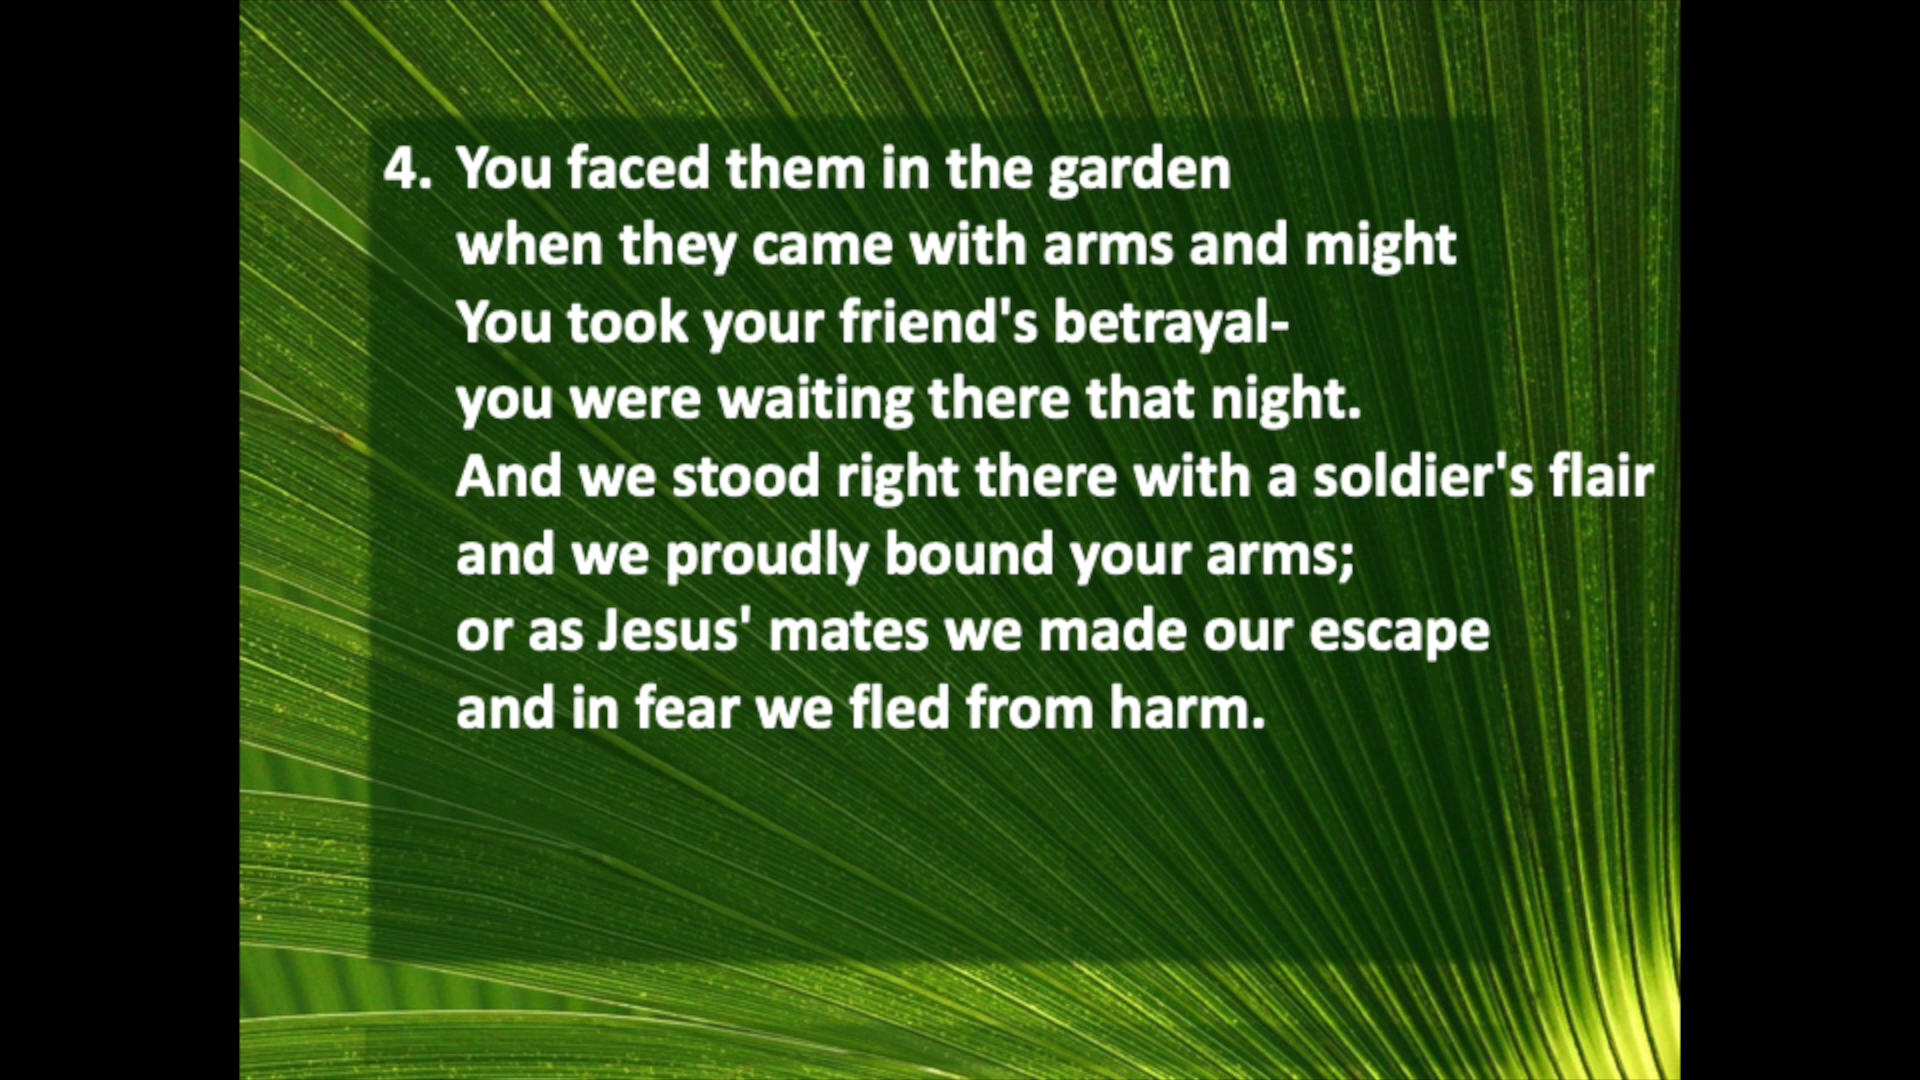 4. You faced them in the garden
when they came with arms and might
You took your friend's betrayal-
you were waiting there that night.
And we stood right there with a soldier's flair
and we proudly bound your arms;
or as Jesus' mates we made our escape
and in fear we fled from harm.